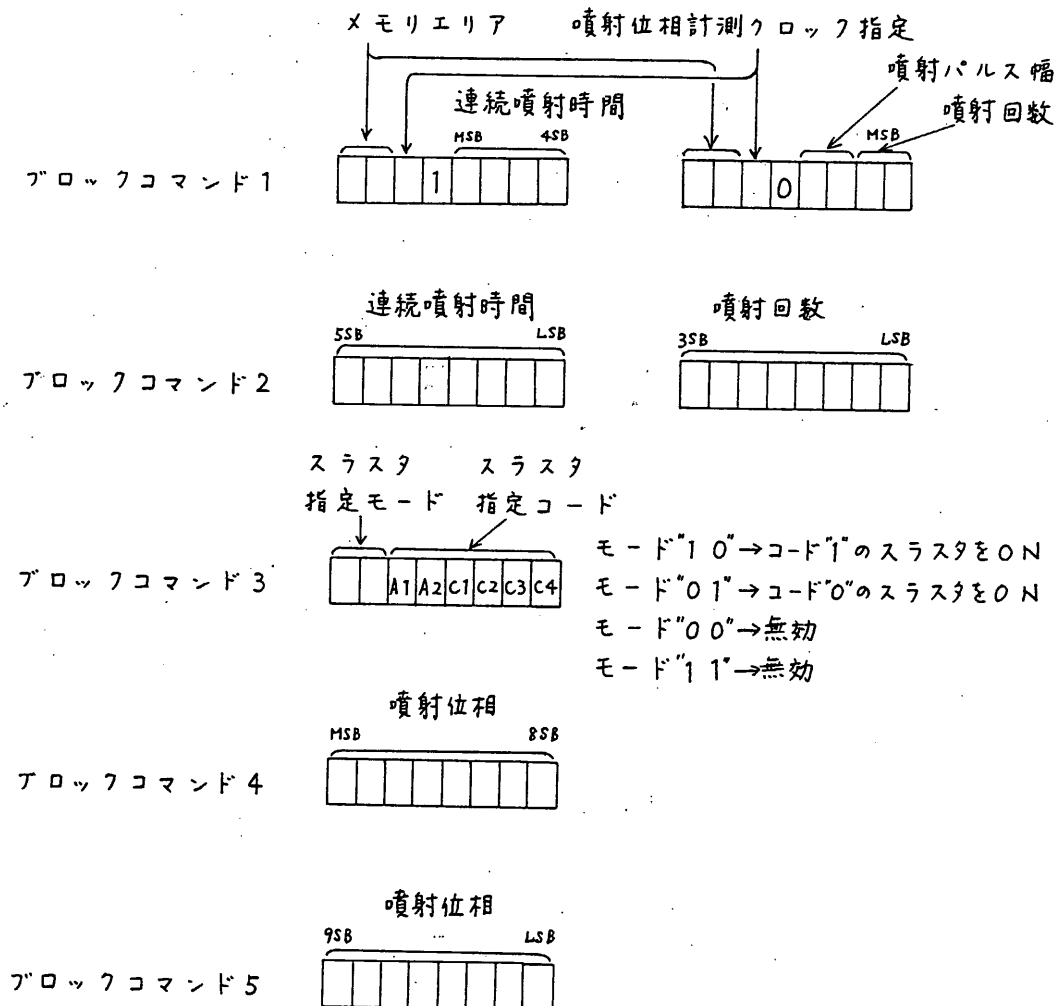 メモリエリア 噴射位相計測クロック指定
噴射パルス幅
連続噴射時間 噴射回数
MSB 4SB MSB
ブロックコマンド1 1 0
連続噴射時間 噴射回数
5SB LSB 3SB LSB
ブロックコマンド2
スラスタ スラスタ
指定モード 指定コード
モード"10"→コード"1"のスラスタをON
ブロックコマンド3 A1 A2 C1 C2 C3 C4 モード"01"→コード"0"のスラスタをON
モード"00"→無効
モード"11"→無効
噴射位相
MSB 8SB
ブロックコマンド4
噴射位相
9SB LSB
ブロックコマンド5